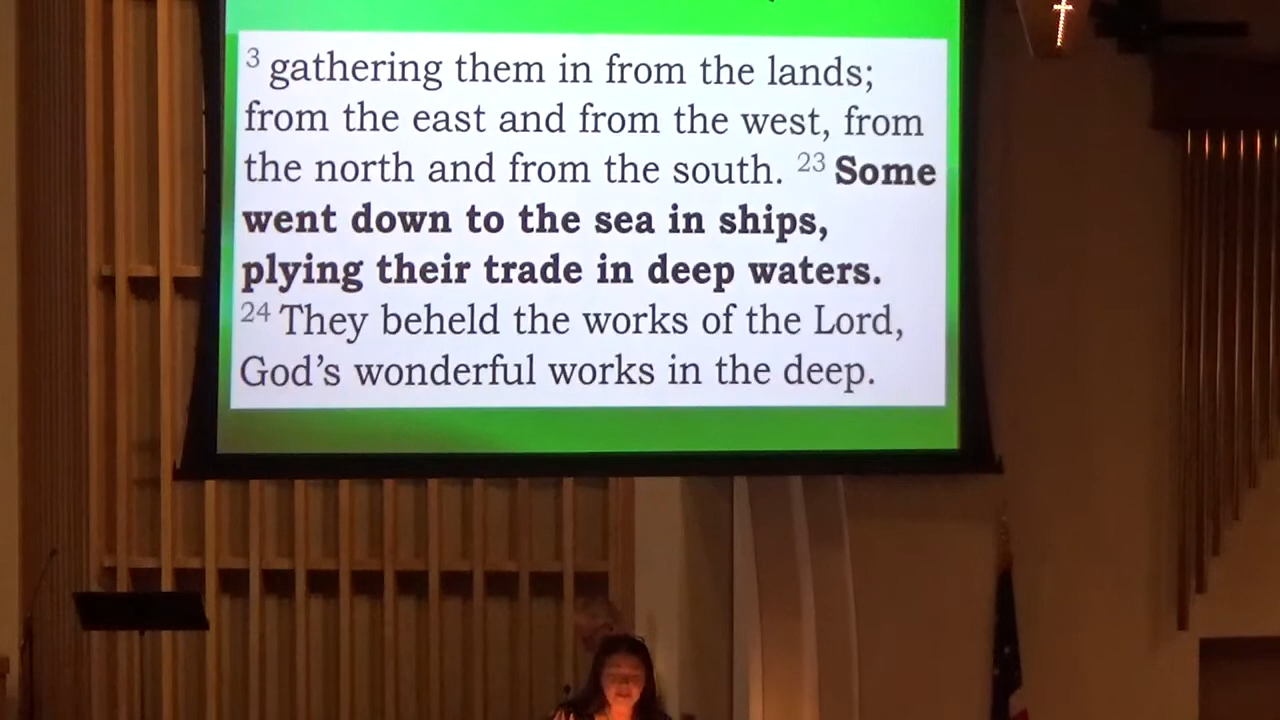 3 gathering them in from the lands;
from the east and from the west, from
the north and from the south. 23 Some
went down to the sea in ships,
plying their trade in deep waters.
24 They beheld the works of the Lord,
God’s wonderful works in the deep.